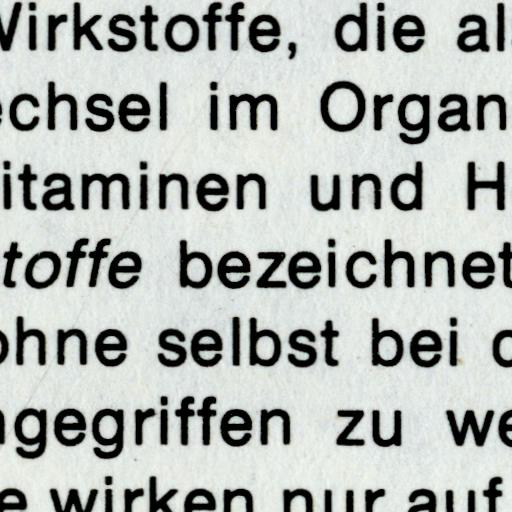 Wirkstoffe, die al
echsel im Organ
itaminen und H
toffe bezeichnet
ohne selbst bei
ngegriffen zu we
e wirken nur auf